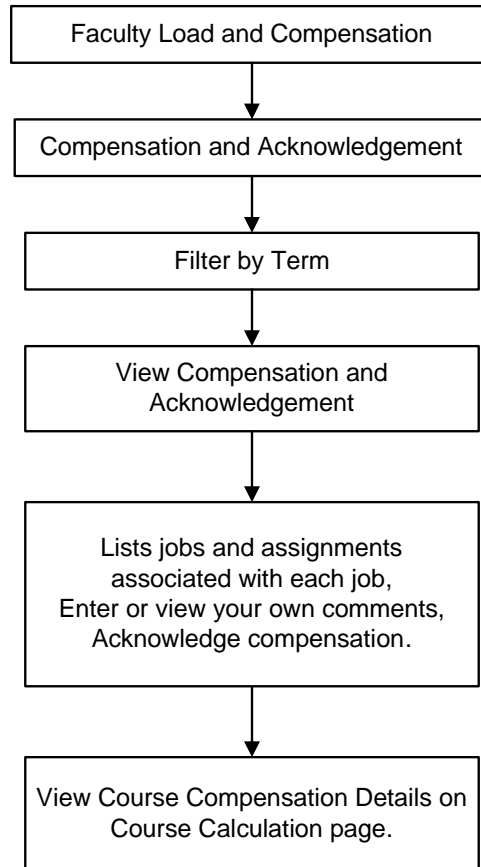 Faculty Load and Compensation
Compensation and Acknowledgement
Filter by Term
View Compensation and
Acknowledgement
Lists jobs and assignments
associated with each job,
Enter or view your own comments,
Acknowledge compensation.
View Course Compensation Details on
Course Calculation page.